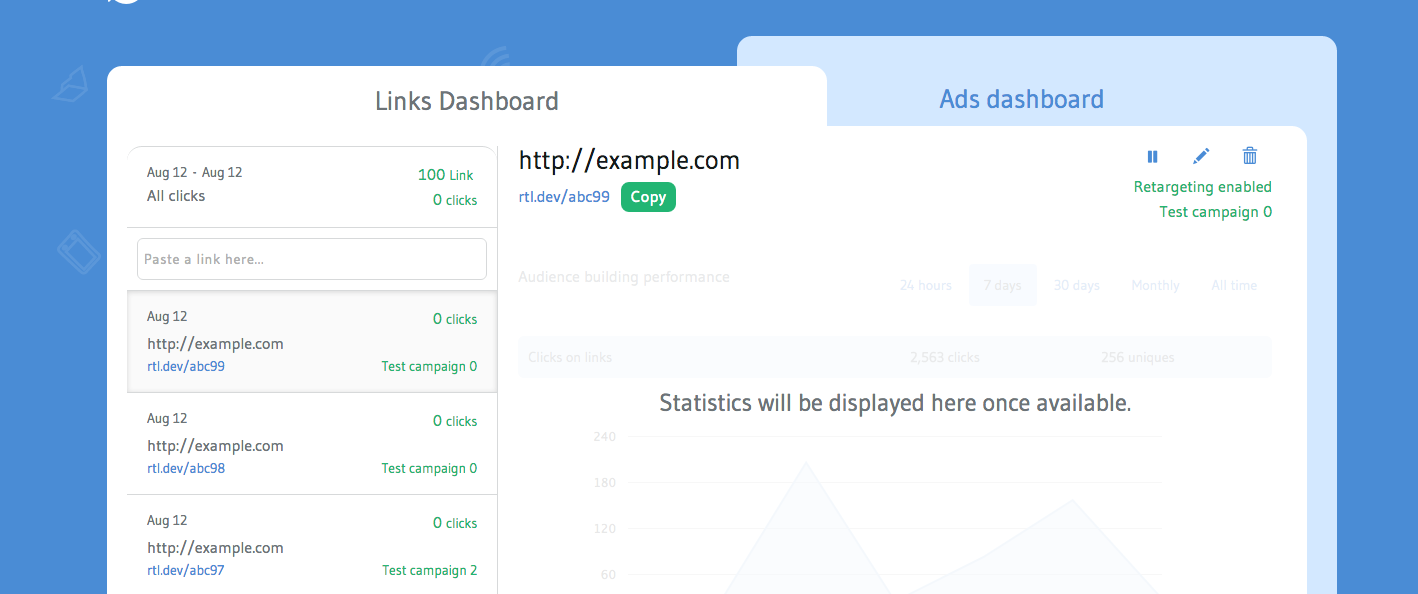 Links Dashboard
Ads dashboard
Aug 12 - Aug 12
100 Link
All clicks
0 clicks
Paste a link here...
Aug 12
0 clicks
http://example.com
rtl.dev/abc99
Test campaign 0
Aug 12
0 clicks
http://example.com
rtl.dev/abc98
Test campaign 0
Aug 12
0 clicks
http://example.com
rtl.dev/abc97
Test campaign 2
http://example.com
rtl.dev/abc99
Copy
Retargeting enabled
Test campaign 0
Audience building performance
24 hours
7 days
30 days
Monthly
All time
Clicks on links
2,563 clicks
256 uniques
Statistics will be displayed here once available.
240
180
120
60